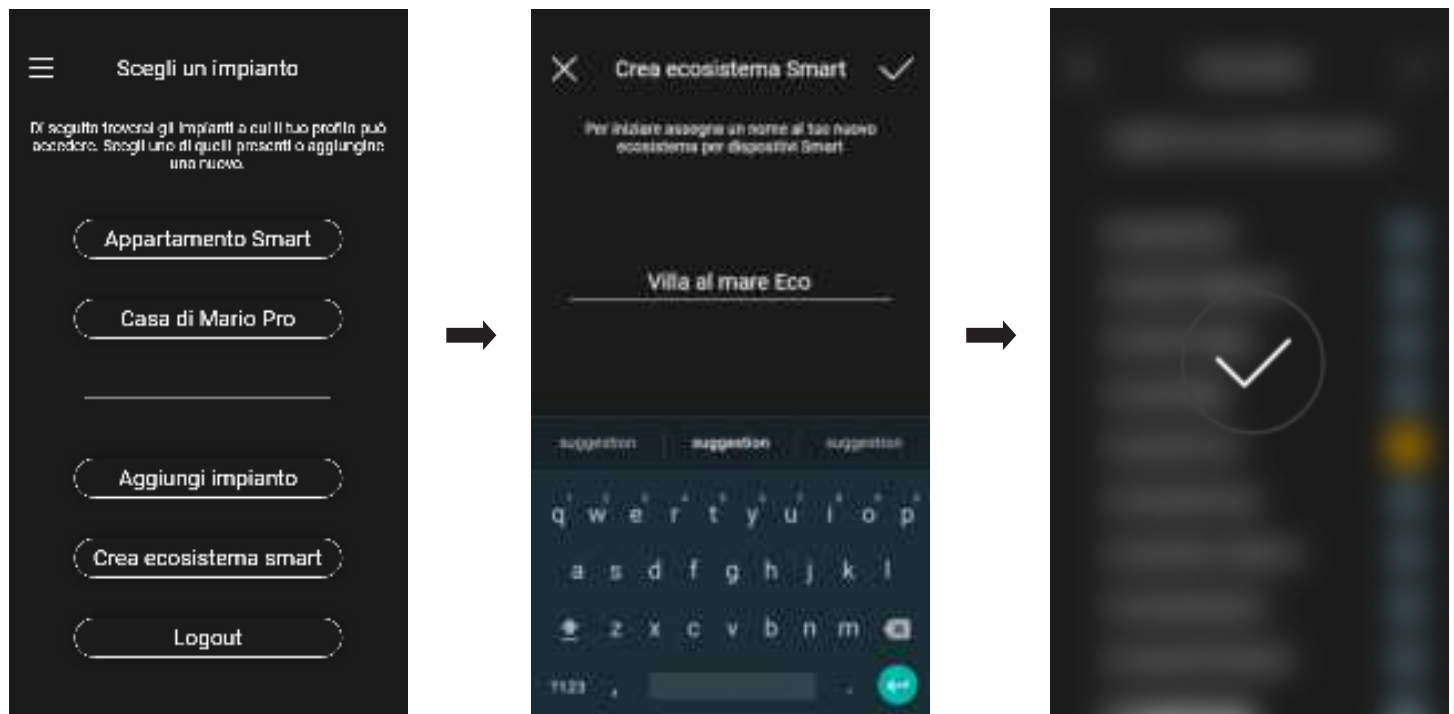 Scegli un impianto
Di seguito troverai gli impianti a cui il tuo profilo può
accedere. Scegli uno di quelli presenti o aggiungine
uno nuovo.
Appartamento Smart
Casa di Mario Pro
Aggiungi impianto
Crea ecosistema smart
Logout
Crea ecosistema Smart
Per iniziare assegna un nome al tuo nuovo
ecosistema per dispositivi Smart
Villa al mare Eco
suggestion suggestion suggestion
q w e r t y u i o p
a s d f g h j k l
z x c v b n m
?123 , .